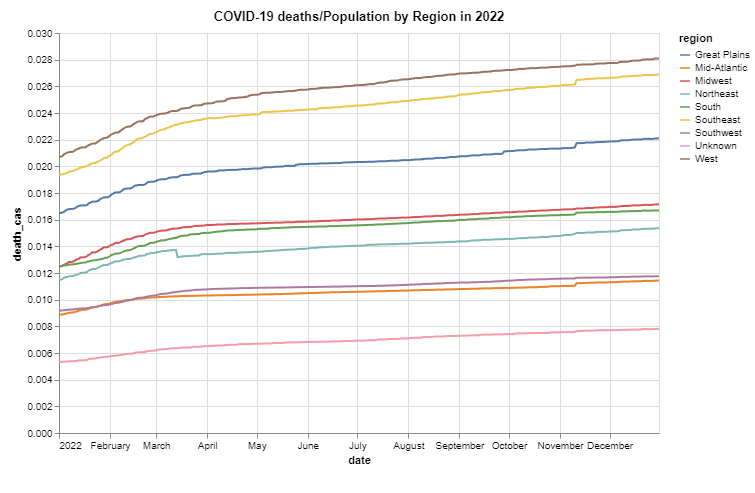 COVID-19 deaths/Population by Region in 2022
0.030
0.028
0.026
0.024
0.022
0.020
0.018
0.016
0.014
0.012
0.010
0.008
0.006
0.004
0.002
0.000
death_cas
2022 February March April May June July August September October November December
date
region
Great Plains
Mid-Atlantic
Midwest
Northeast
South
Southeast
Southwest
Unknown
West